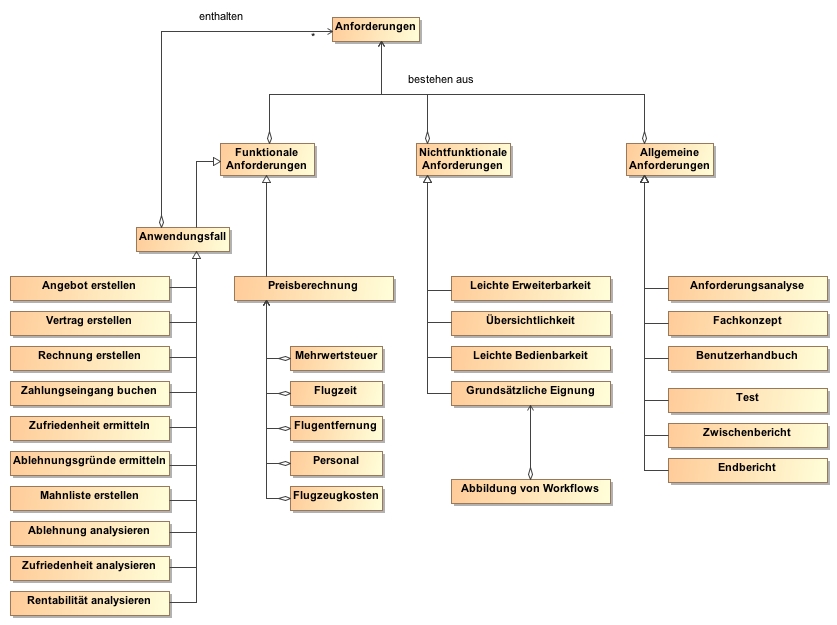 enthalten
Anforderungen
*
bestehen aus
Funktionale
Anforderungen
Nichtfunktionale
Anforderungen
Allgemeine
Anforderungen
Anwendungsfall
Angebot erstellen
Vertrag erstellen
Rechnung erstellen
Zahlungseingang buchen
Zufriedenheit ermitteln
Ablehnungsgründe ermitteln
Mahnliste erstellen
Ablehnung analysieren
Zufriedenheit analysieren
Rentabilität analysieren
Preisberechnung
Mehrwertsteuer
Flugzeit
Flugentfernung
Personal
Flugzeugkosten
Leichte Erweiterbarkeit
Übersichtlichkeit
Leichte Bedienbarkeit
Grundsätzliche Eignung
Abbildung von Workflows
Anforderungsanalyse
Fachkonzept
Benutzerhandbuch
Test
Zwischenbericht
Endbericht